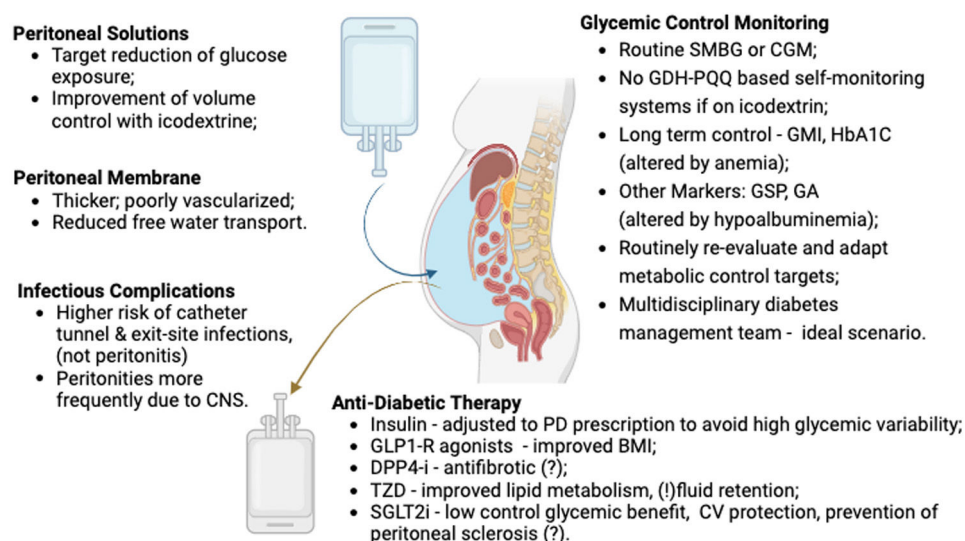 Peritoneal Solutions
• Target reduction of glucose
exposure;
• Improvement of volume
control with icodextrine;
Peritoneal Membrane
• Thicker; poorly vascularized;
• Reduced free water transport.
Infectious Complications
• Higher risk of catheter
tunnel & exit-site infections,
(not peritonitis)
• Peritonities more
frequently due to CNS.
Glycemic Control Monitoring
• Routine SMBG or CGM;
• No GDH-PQQ based self-monitoring
systems if on icodextrin;
• Long term control - GMI, HbA1C
(altered by anemia);
• Other Markers: GSP, GA
(altered by hypoalbuminemia);
• Routinely re-evaluate and adapt
metabolic control targets;
• Multidisciplinary diabetes
management team - ideal scenario.
Anti-Diabetic Therapy
• Insulin - adjusted to PD prescription to avoid high glycemic variability;
• GLP1-R agonists - improved BMI;
• DPP4-i - antifibrotic (?);
• TZD - improved lipid metabolism, (!)fluid retention;
• SGLT2i - low control glycemic benefit, CV protection, prevention of
peritoneal sclerosis (?).